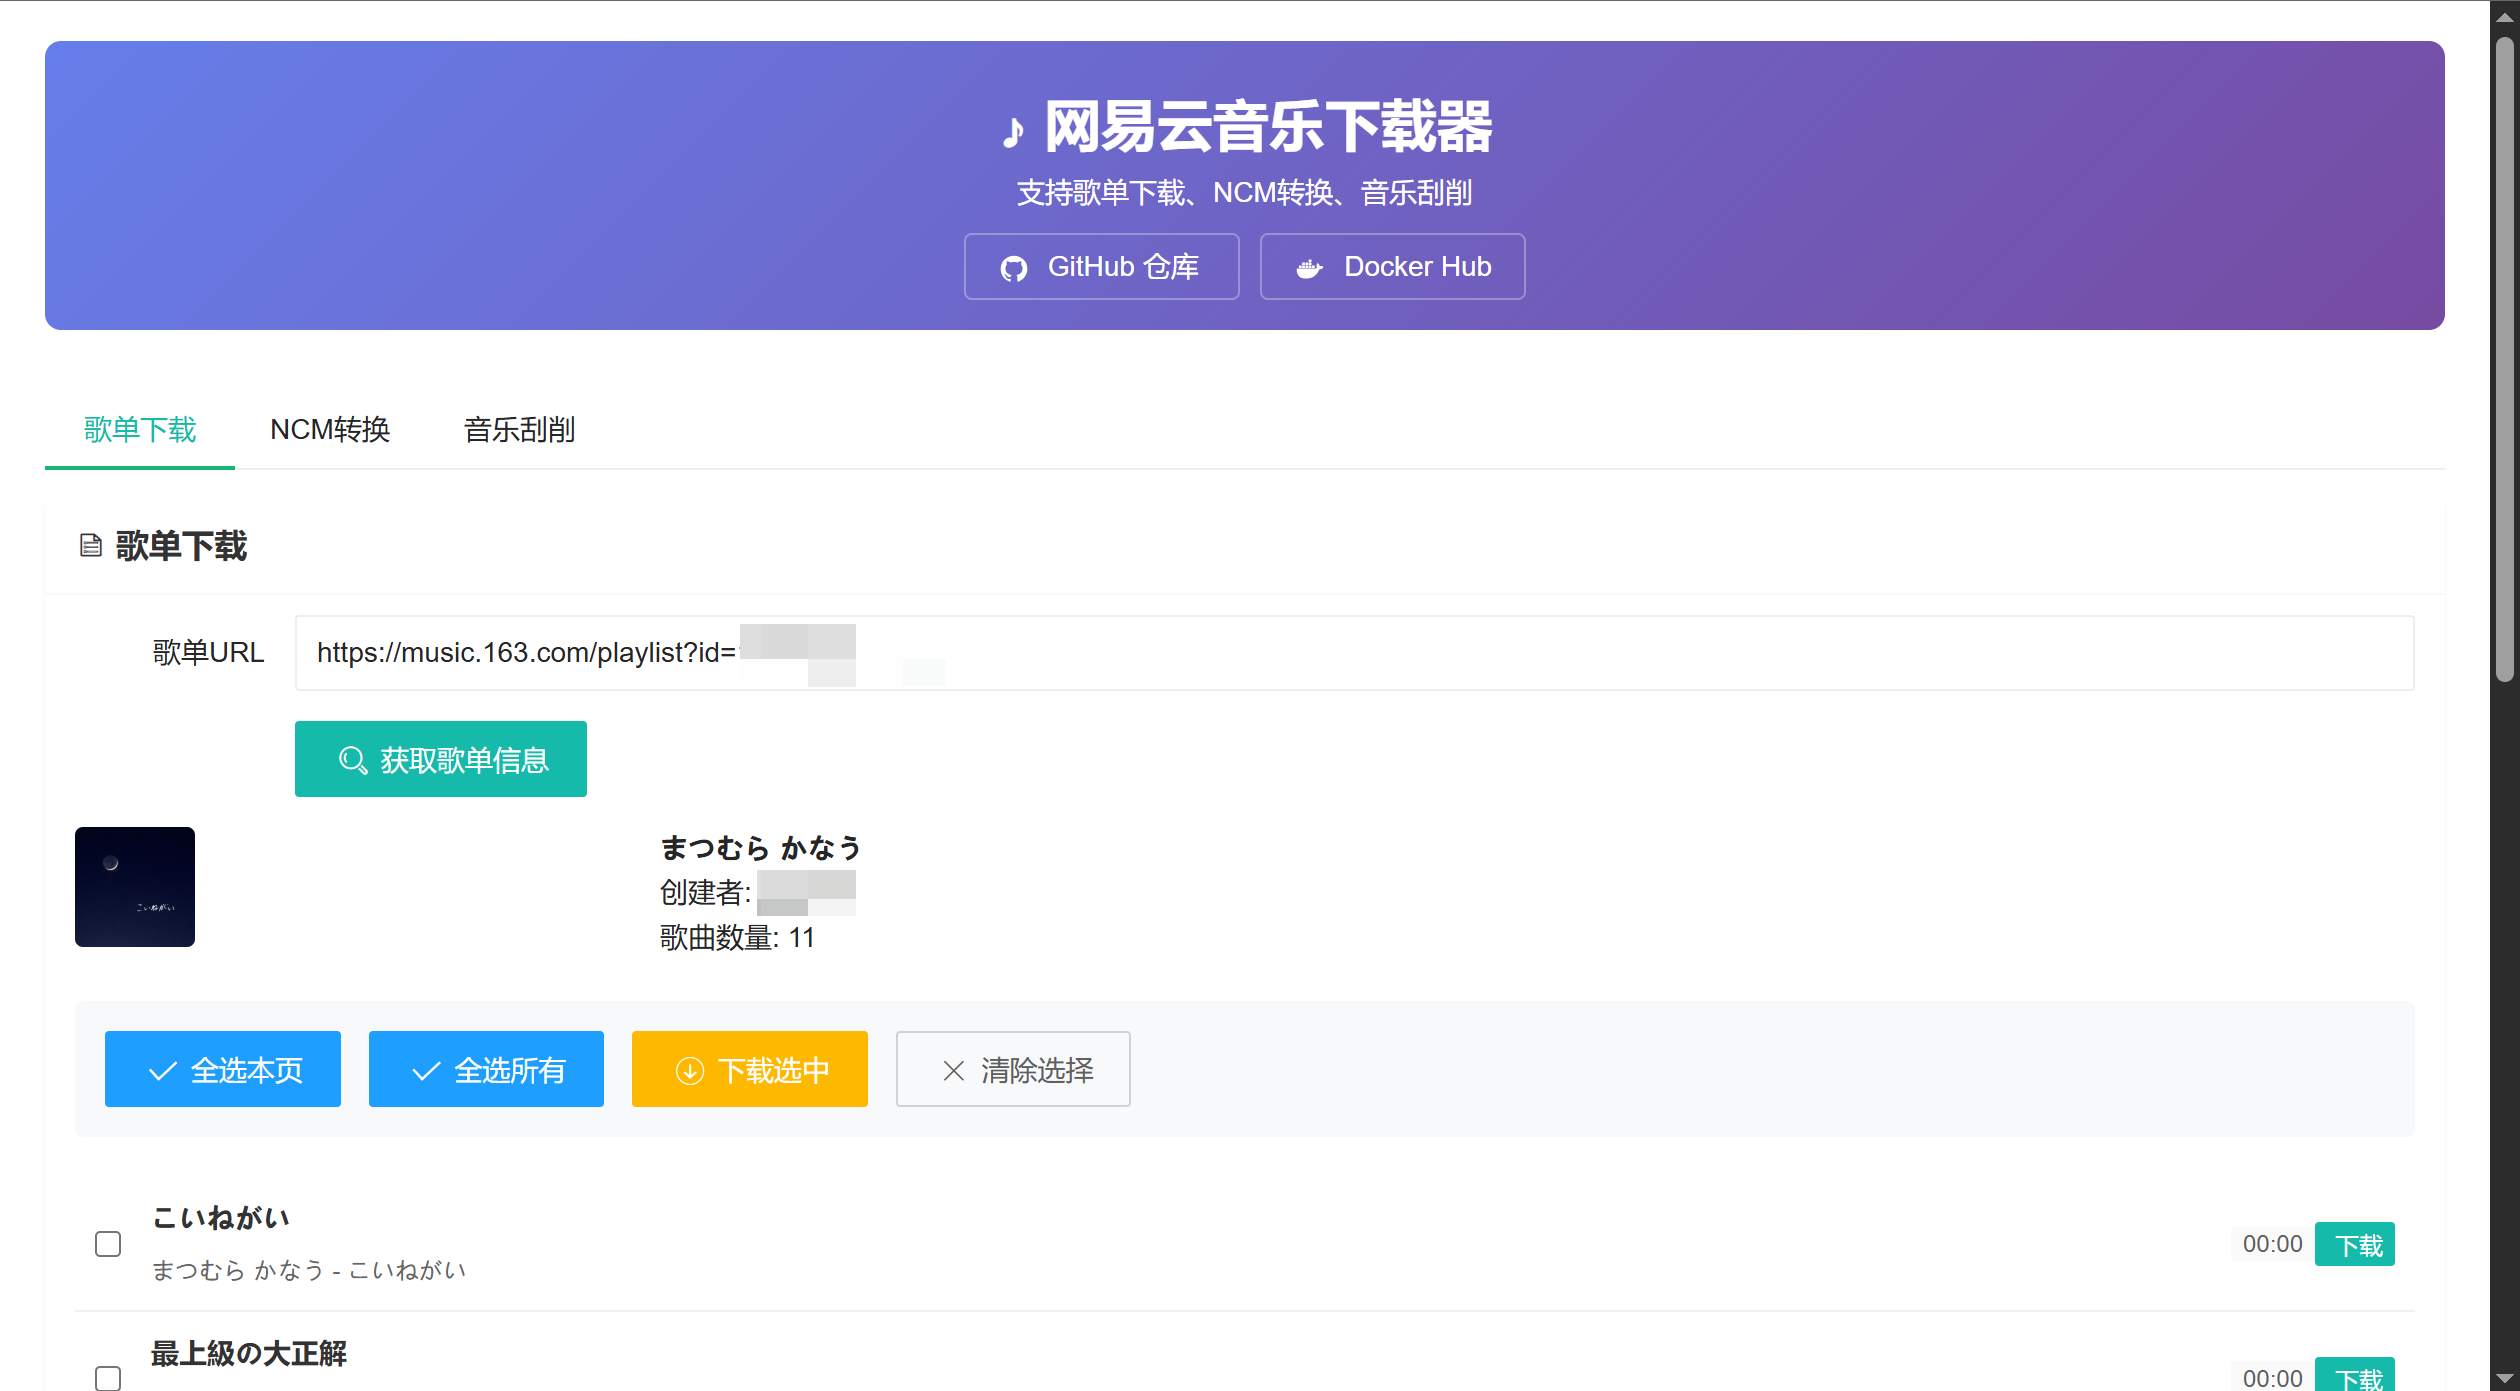 ♪ 网易云音乐下载器
支持歌单下载、NCM转换、音乐刮削
GitHub 仓库
Docker Hub
歌单下载
NCM转换
音乐刮削
歌单下载
歌单URL
https://music.163.com/playlist?id=
获取歌单信息
こいねがい
まつむら かなう
创建者:
歌曲数量: 11
全选本页
全选所有
下载选中
清除选择
こいねがい
まつむら かなう - こいねがい
00:00
下载
最上級の大正解
00:00
下载